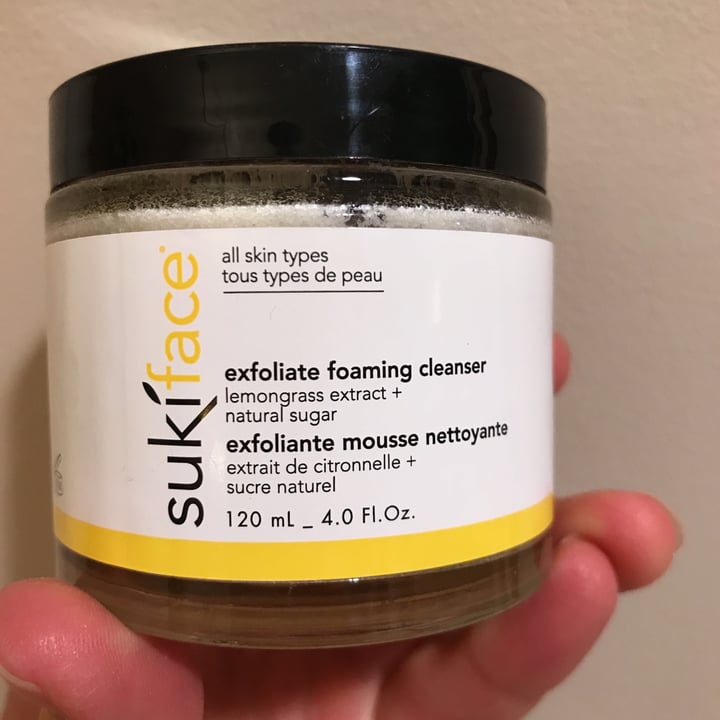 sukiface
all skin types
tous types de peau
exfoliate foaming cleanser
lemongrass extract +
natural sugar
exfoliante mousse nettoyante
extrait de citronnelle +
sucre naturel
120 mL _ 4.0 Fl.Oz.